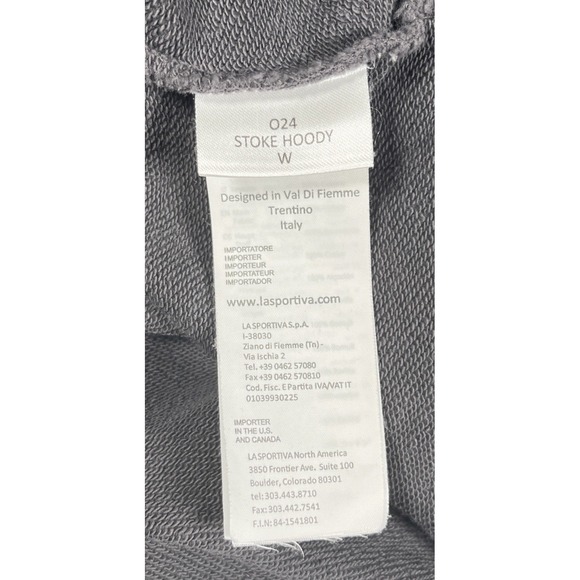 O24
STOKE HOODY
W
Designed in Val Di Fiemme
Trentino
Italy
IMPORTATORE
IMPORTER
IMPORTEUR
IMPORTATEUR
IMPORTADOR
www.lasportiva.com
LA SPORTIVA S.p.A.
I-38030
Ziano di Fiemme (Tn) -
Via Ischia 2
Tel. +39 0462 57080
Fax +39 0462 570810
Cod. Fisc. E Partita IVA/VAT IT
01039930225
IMPORTER
IN THE U.S.
AND CANADA
LA SPORTIVA North America
3850 Frontier Ave. Suite 100
Boulder, Colorado 80301
tel: 303.443.8710
Fax: 303.442.7541
F.I.N: 84-1541801